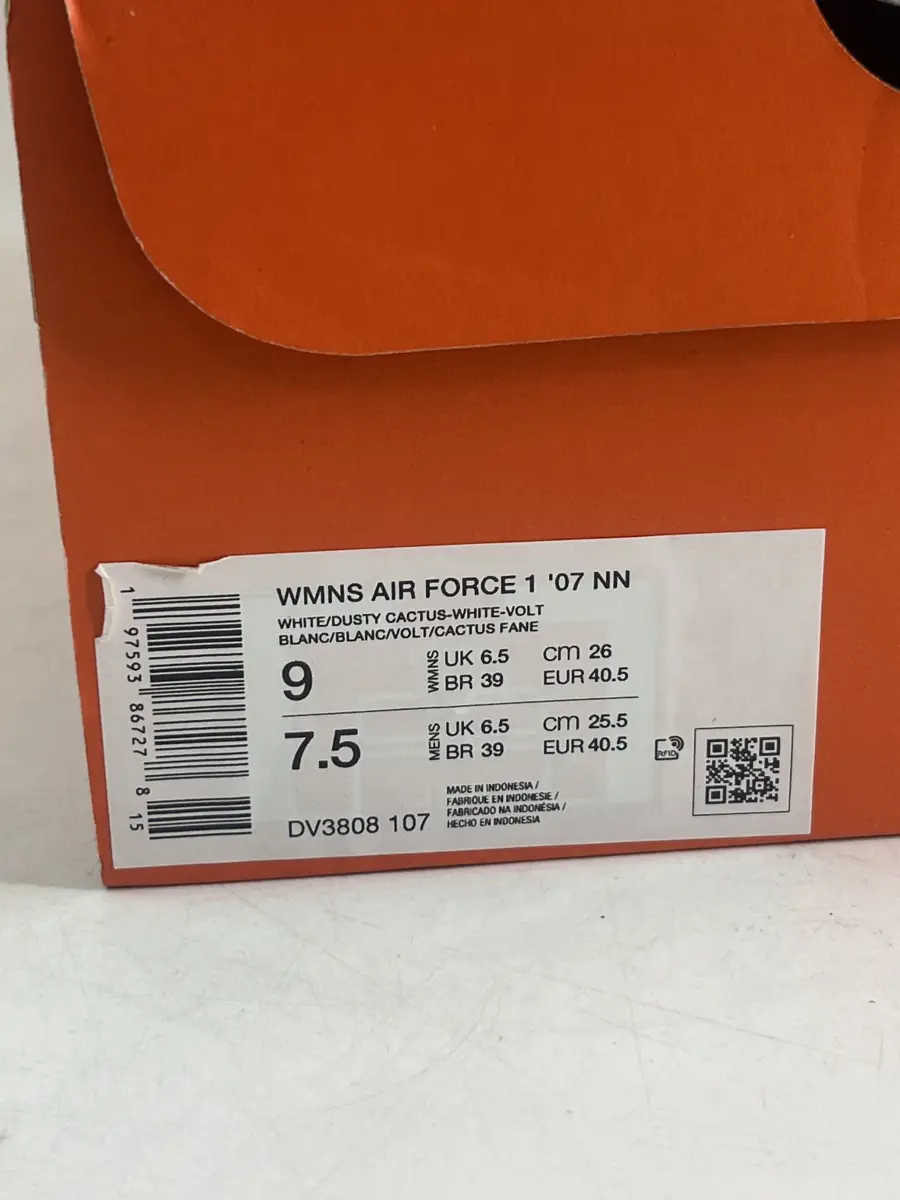 WMNS AIR FORCE 1 '07 NN
WHITE/DUSTY CACTUS-WHITE-VOLT
BLANC/BLANC/VOLT/CACTUS FANE
9
WMNS
UK 6.5 cm 26
BR 39 EUR 40.5
7.5
MENS
UK 6.5 cm 25.5
BR 39 EUR 40.5
RFID
DV3808 107
MADE IN INDONESIA /
FABRIQUÉ EN INDONESIE /
FABRICADO NA INDONÉSIA /
HECHO EN INDONESIA
1 97593 86727 8 15